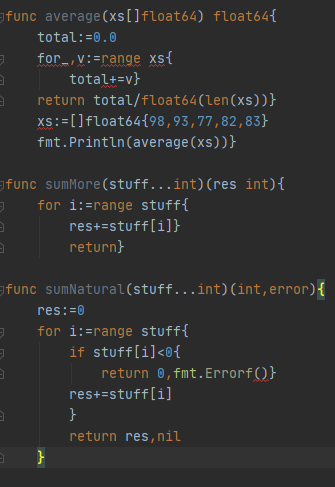 func average(xs[]float64) float64{
    total:=0.0
    for_,v:=range xs{
        total+=v}
    return total/float64(len(xs))}
    xs:=[]float64{98,93,77,82,83}
    fmt.Println(average(xs))}
func sumMore(stuff...int)(res int){
    for i:=range stuff{
        res+=stuff[i]}
        return}
func sumNatural(stuff...int)(int,error){
    res:=0
    for i:=range stuff{
        if stuff[i]<0{
            return 0,fmt.Errorf()}
        res+=stuff[i]
        }
        return res,nil
    }